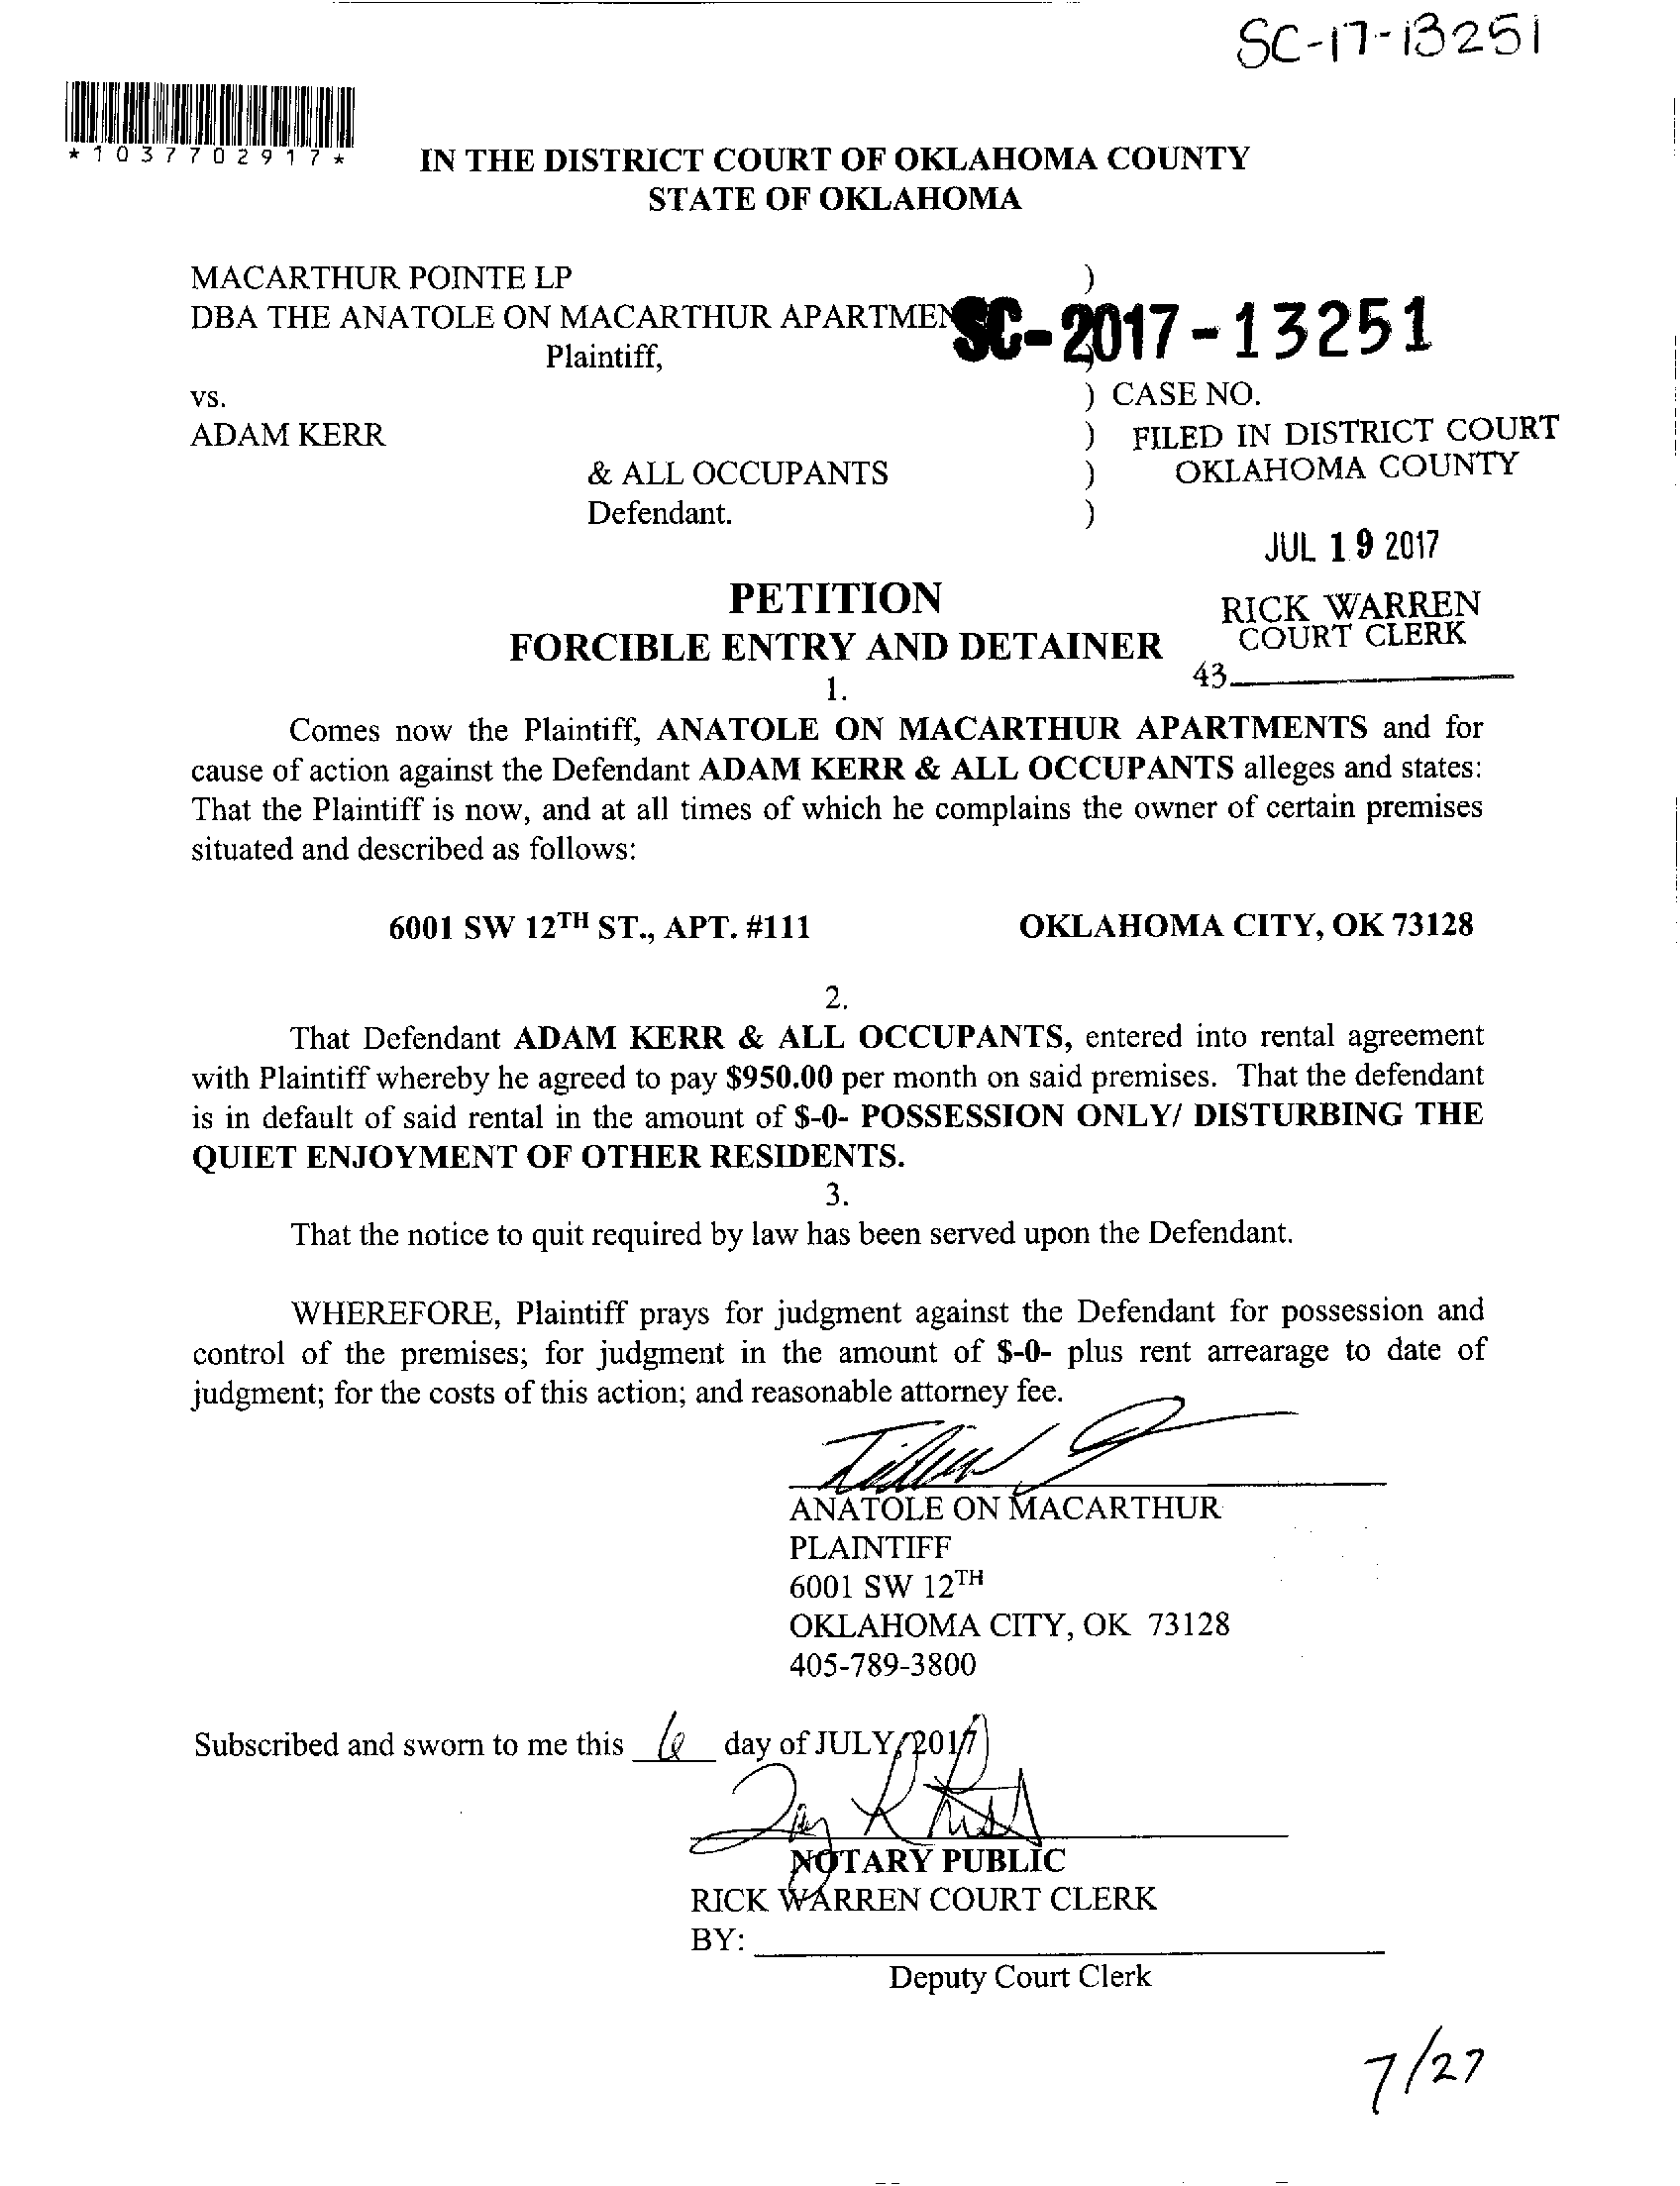 SC-17-13251
*1037702917*
IN THE DISTRICT COURT OF OKLAHOMA COUNTY
STATE OF OKLAHOMA
MACARTHUR POINTE LP )
DBA THE ANATOLE ON MACARTHUR APARTMEN
SC-2017-13251
Plaintiff, )
vs. ) CASE NO.
ADAM KERR ) FILED IN DISTRICT COURT
& ALL OCCUPANTS ) OKLAHOMA COUNTY
Defendant. )
JUL 19 2017
PETITION
RICK WARREN
FORCIBLE ENTRY AND DETAINER
COURT CLERK
43
1.
Comes now the Plaintiff, ANATOLE ON MACARTHUR APARTMENTS and for
cause of action against the Defendant ADAM KERR & ALL OCCUPANTS alleges and states:
That the Plaintiff is now, and at all times of which he complains the owner of certain premises
situated and described as follows:
6001 SW 12TH ST., APT. #111 OKLAHOMA CITY, OK 73128
2.
That Defendant ADAM KERR & ALL OCCUPANTS, entered into rental agreement
with Plaintiff whereby he agreed to pay $950.00 per month on said premises. That the defendant
is in default of said rental in the amount of $-0- POSSESSION ONLY/ DISTURBING THE
QUIET ENJOYMENT OF OTHER RESIDENTS.
3.
That the notice to quit required by law has been served upon the Defendant.
WHEREFORE, Plaintiff prays for judgment against the Defendant for possession and
control of the premises; for judgment in the amount of $-0- plus rent arrearage to date of
judgment; for the costs of this action; and reasonable attorney fee.
ANATOLE ON MACARTHUR
PLAINTIFF
6001 SW 12TH
OKLAHOMA CITY, OK 73128
405-789-3800
Subscribed and sworn to me this 6 day of JULY, 2017
NOTARY PUBLIC
RICK WARREN COURT CLERK
BY:
Deputy Court Clerk
7/27